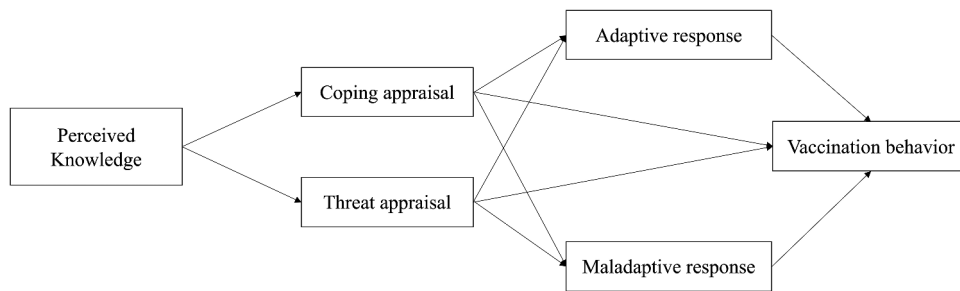 Adaptive response
Coping appraisal
Perceived
Knowledge
Vaccination behavior
Threat appraisal
Maladaptive response